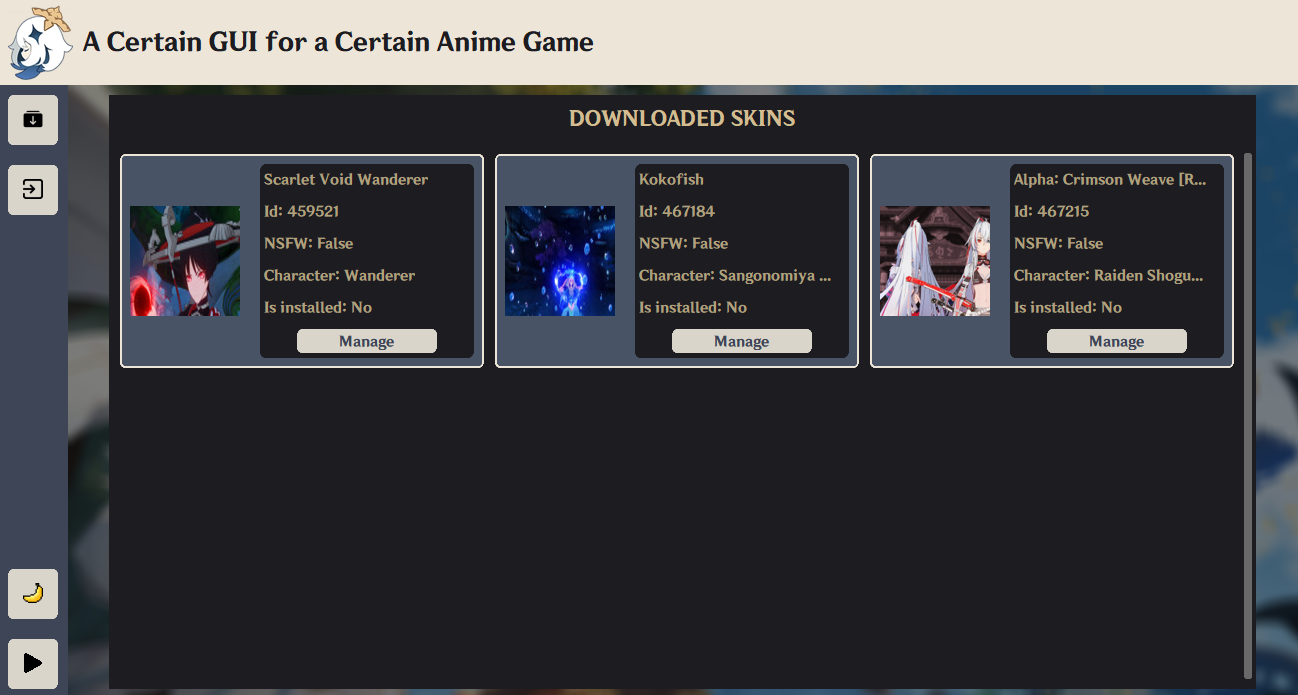 A Certain GUI for a Certain Anime Game
DOWNLOADED SKINS
Scarlet Void Wanderer
Id: 459521
NSFW: False
Character: Wanderer
Is installed: No
Manage
Kokofish
Id: 467184
NSFW: False
Character: Sangonomiya ...
Is installed: No
Manage
Alpha: Crimson Weave [R...
Id: 467215
NSFW: False
Character: Raiden Shogu...
Is installed: No
Manage